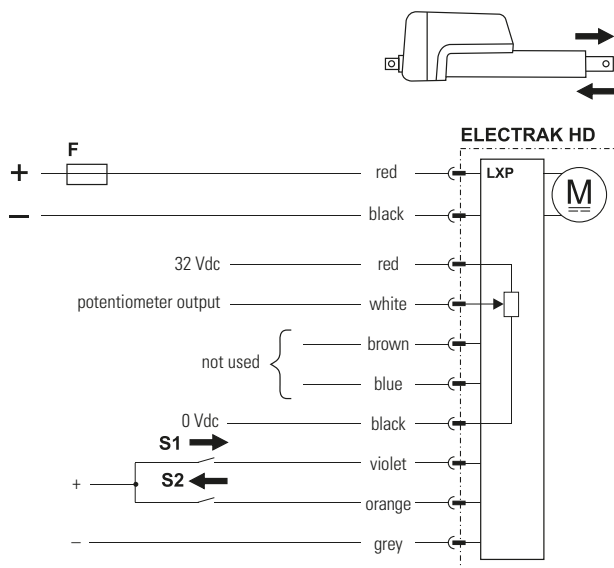 ELECTRAK HD
F
+ red LXP
M
− black
32 Vdc red
potentiometer output white
brown
not used
blue
0 Vdc black
S1
violet
S2
+
orange
− grey